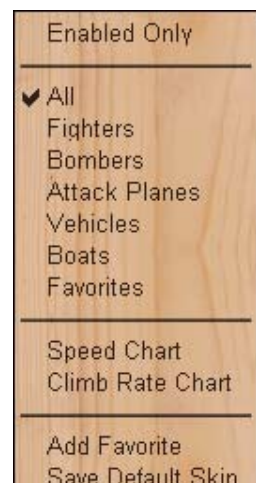 Enabled Only
All
Fighters
Bombers
Attack Planes
Vehicles
Boats
Favorites
Speed Chart
Climb Rate Chart
Add Favorite
Save Default Skin